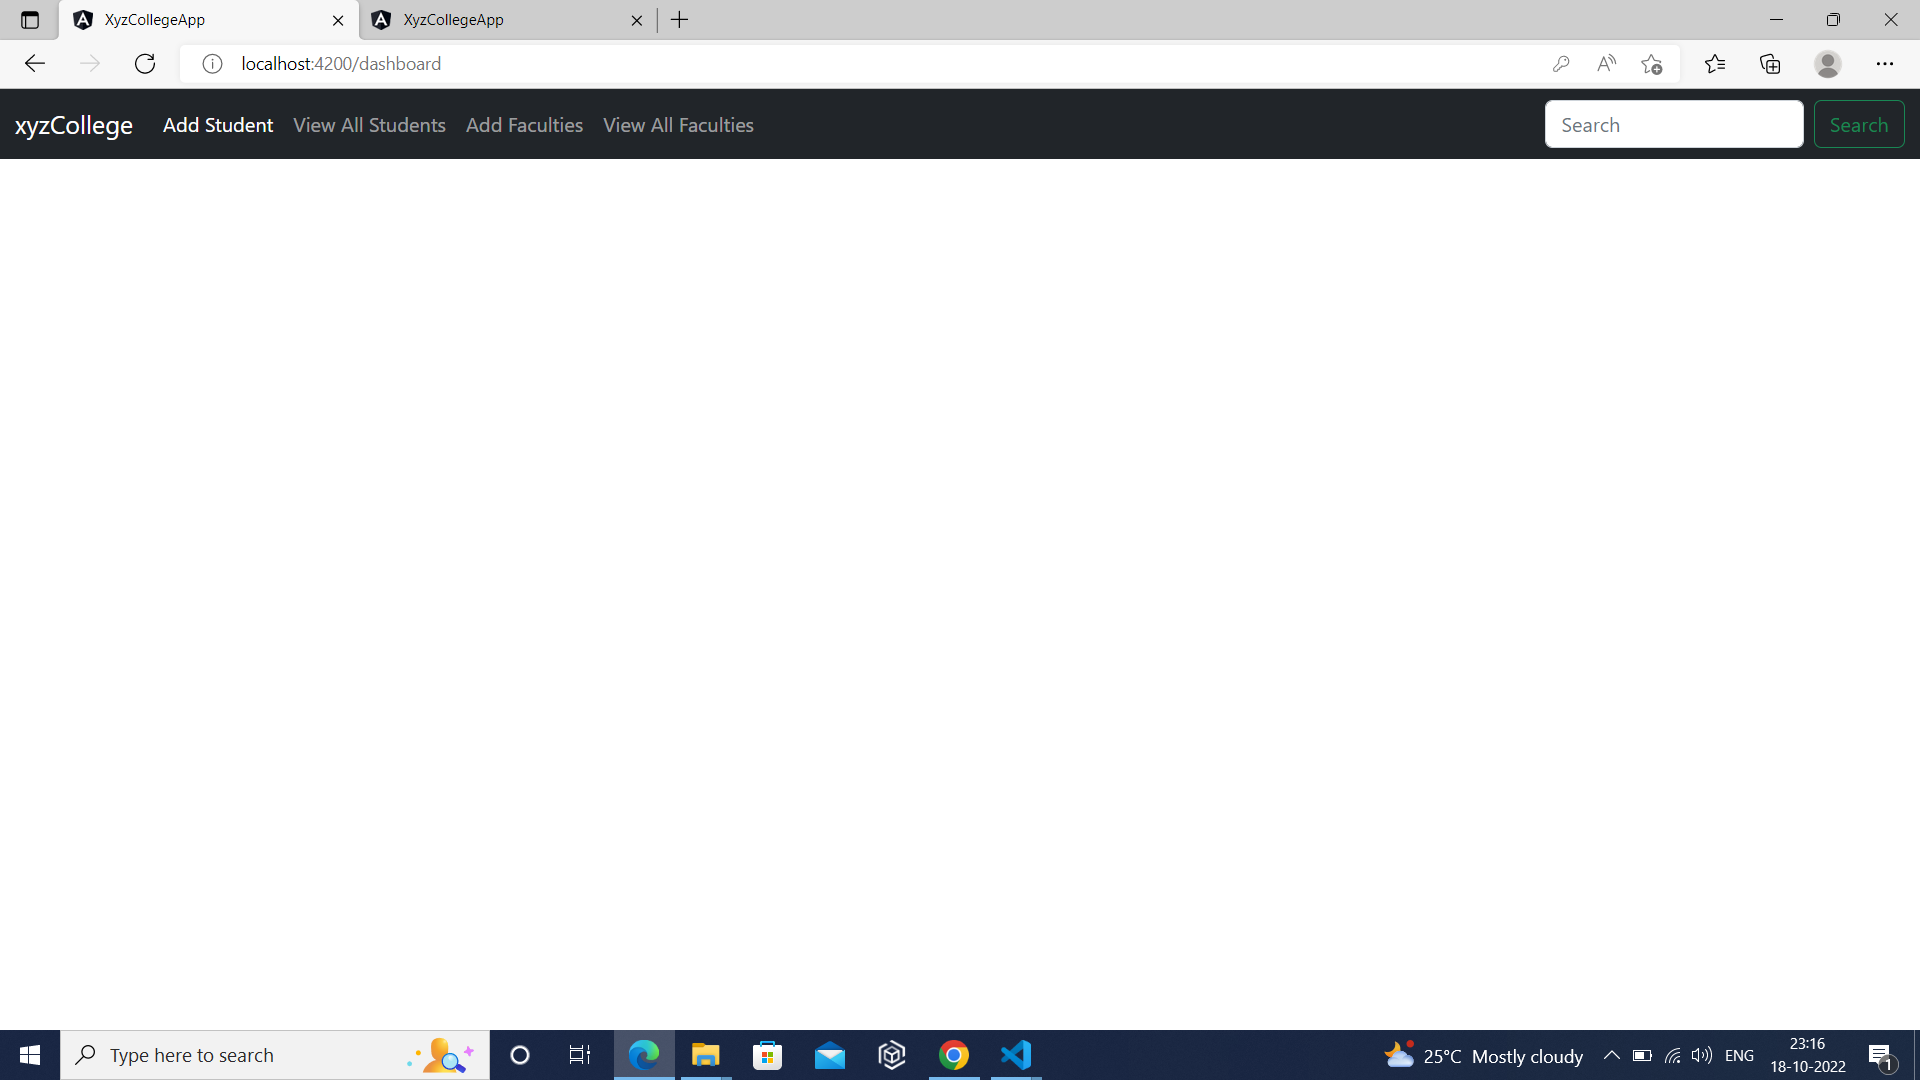 XyzCollegeApp
XyzCollegeApp
localhost:4200/dashboard
xyzCollege Add Student View All Students Add Faculties View All Faculties Search Search
Type here to search
25°C Mostly cloudy
ENG
23:16
18-10-2022
1